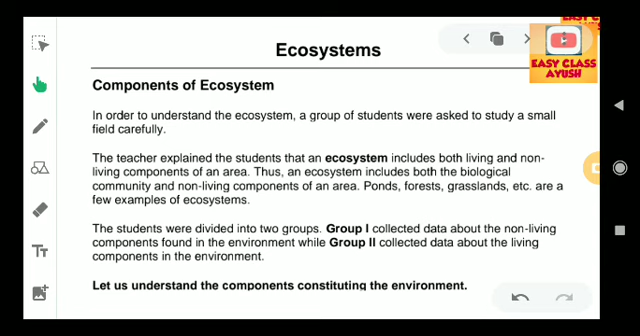 Ecosystems
EASY CLASS
AYUSH
Components of Ecosystem
In order to understand the ecosystem, a group of students were asked to study a small
field carefully.
The teacher explained the students that an ecosystem includes both living and non-
living components of an area. Thus, an ecosystem includes both the biological
community and non-living components of an area. Ponds, forests, grasslands, etc. are a
few examples of ecosystems.
The students were divided into two groups. Group I collected data about the non-living
components found in the environment while Group II collected data about the living
components in the environment.
Let us understand the components constituting the environment.
Tт